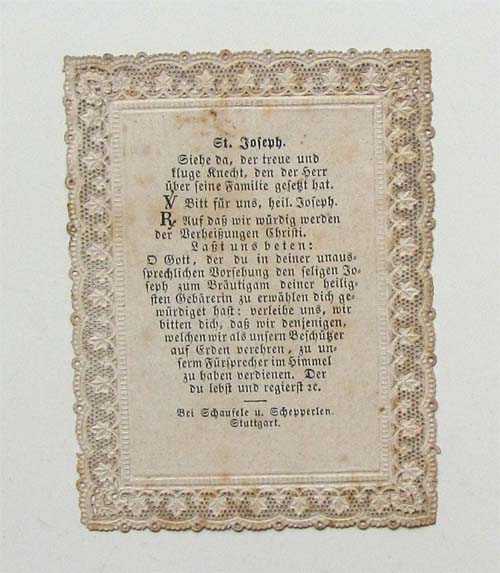 St. Joseph.
Siehe da, der treue und
kluge Knecht, den der Herr
über seine Familie gesetzt hat.
℣ Bitt für uns, heil. Joseph.
℟ Auf daß wir würdig werden
der Verheißungen Christi.
Laßt uns beten:
O Gott, der du in deiner unaus-
sprechlichen Vorsehung den seligen Jo-
seph zum Bräutigam deiner heilig-
sten Gebärerin zu erwählen dich ge-
würdiget hast: verleihe uns, wir
bitten dich, daß wir denjenigen,
welchen wir als unsern Beschützer
auf Erden verehren, zu un-
serm Fürsprecher im Himmel
zu haben verdienen. Der
du lebst und regierst ꝛc.
Bei Schaufele u. Schepperlen.
Stuttgart.